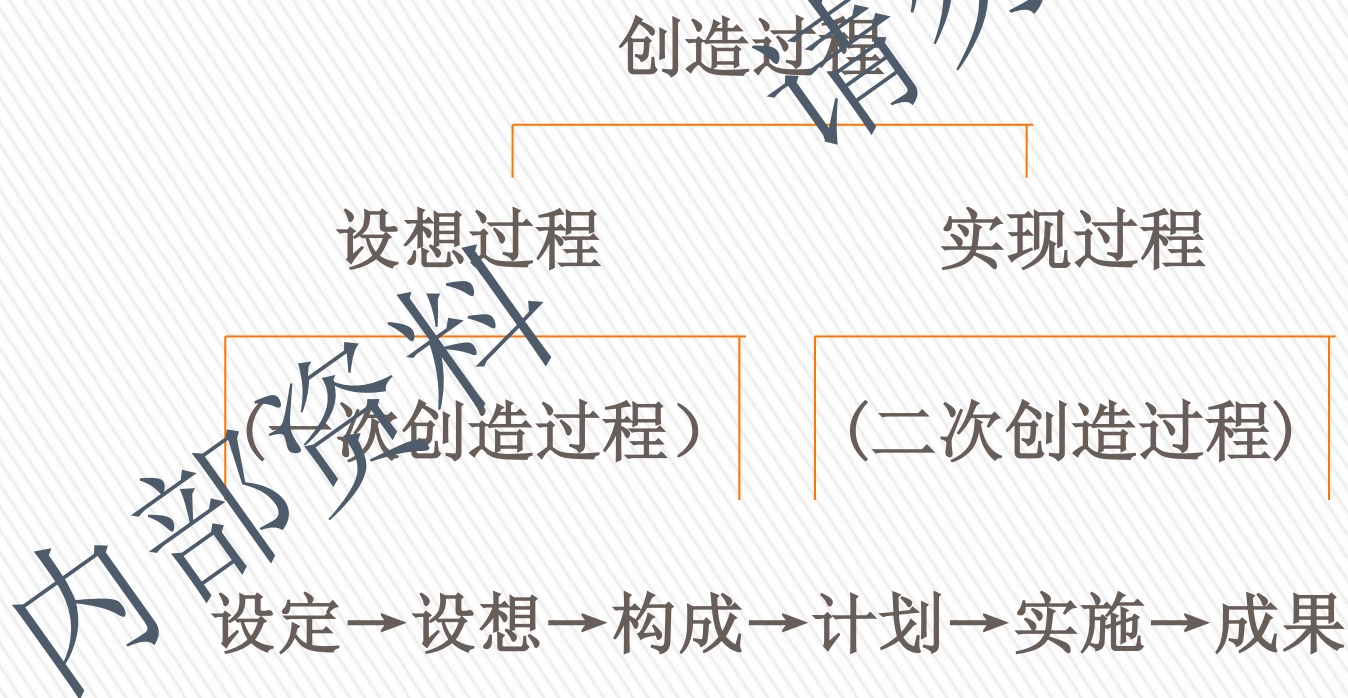 创造过程
设想过程 实现过程
（一次创造过程） (二次创造过程)
设定→设想→构成→计划→实施→成果
内部资料
请